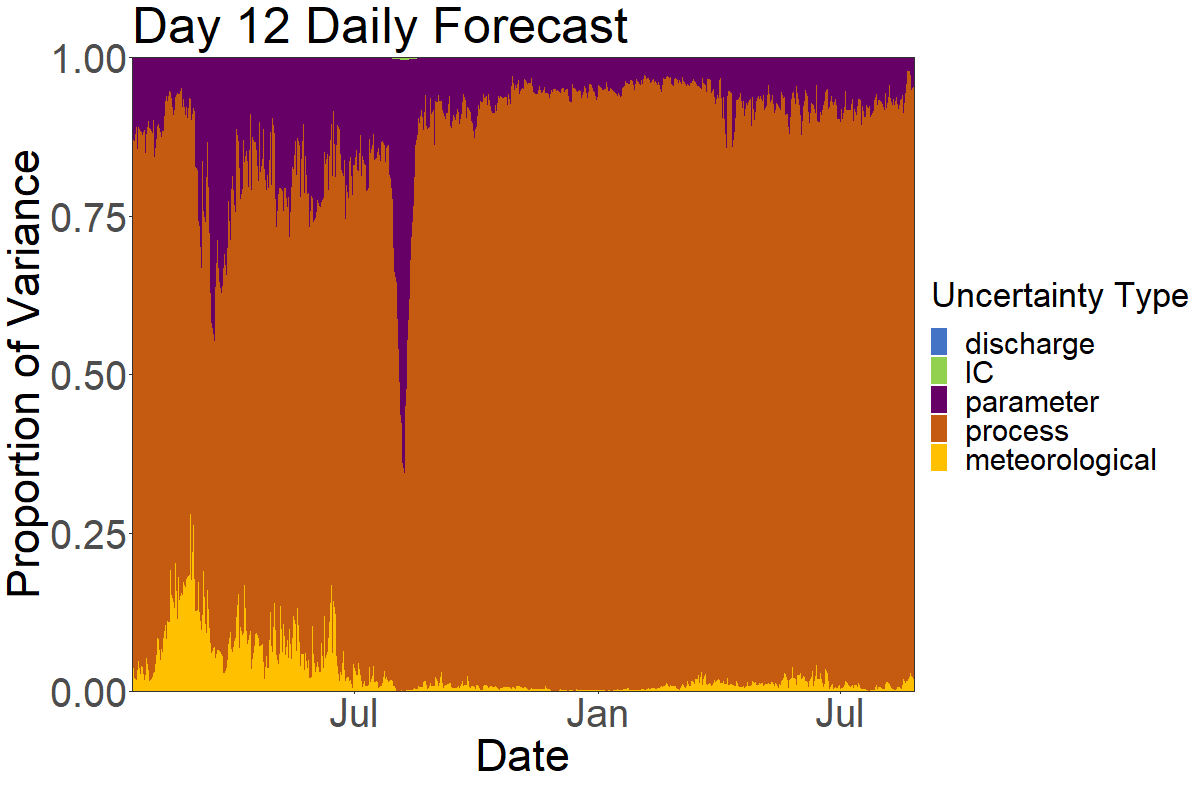 Day 12 Daily Forecast
Proportion of Variance
1.00
0.75
0.50
0.25
0.00
Jul
Jan
Jul
Date
Uncertainty Type
discharge
IC
parameter
process
meteorological